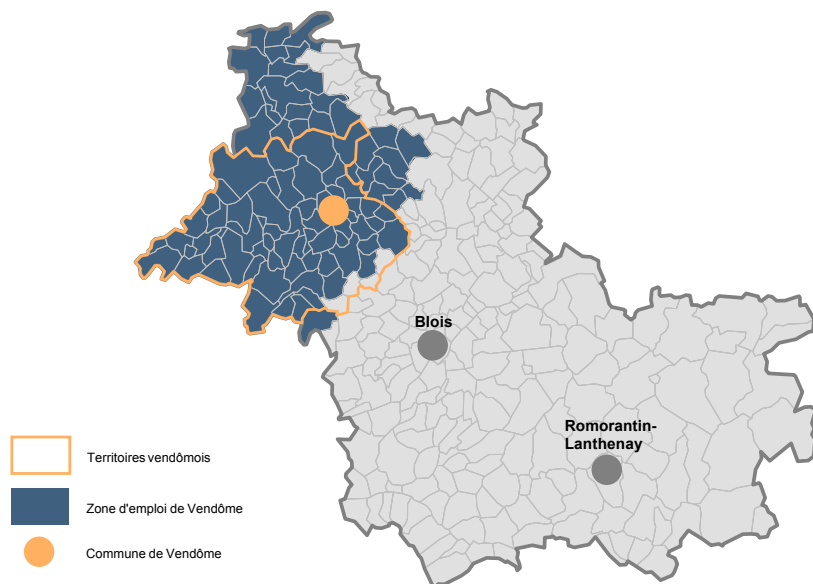 Blois
Romorantin-
Lanthenay
Territoires vendômois
Zone d'emploi de Vendôme
Commune de Vendôme